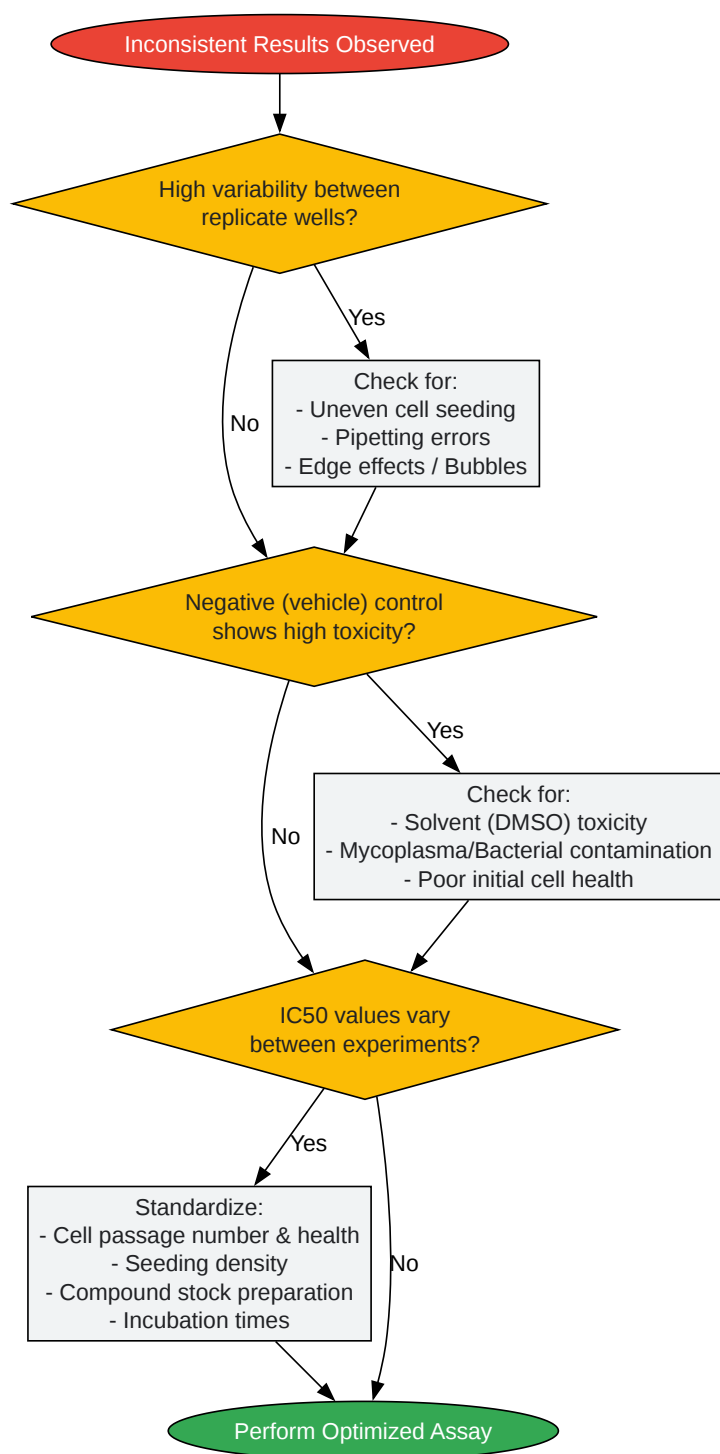 Inconsistent Results Observed
High variability between
replicate wells?
Yes
No
Check for:
- Uneven cell seeding
- Pipetting errors
- Edge effects / Bubbles
Negative (vehicle) control
shows high toxicity?
Yes
No
Check for:
- Solvent (DMSO) toxicity
- Mycoplasma/Bacterial contamination
- Poor initial cell health
IC50 values vary
between experiments?
Yes
No
Standardize:
- Cell passage number & health
- Seeding density
- Compound stock preparation
- Incubation times
Perform Optimized Assay